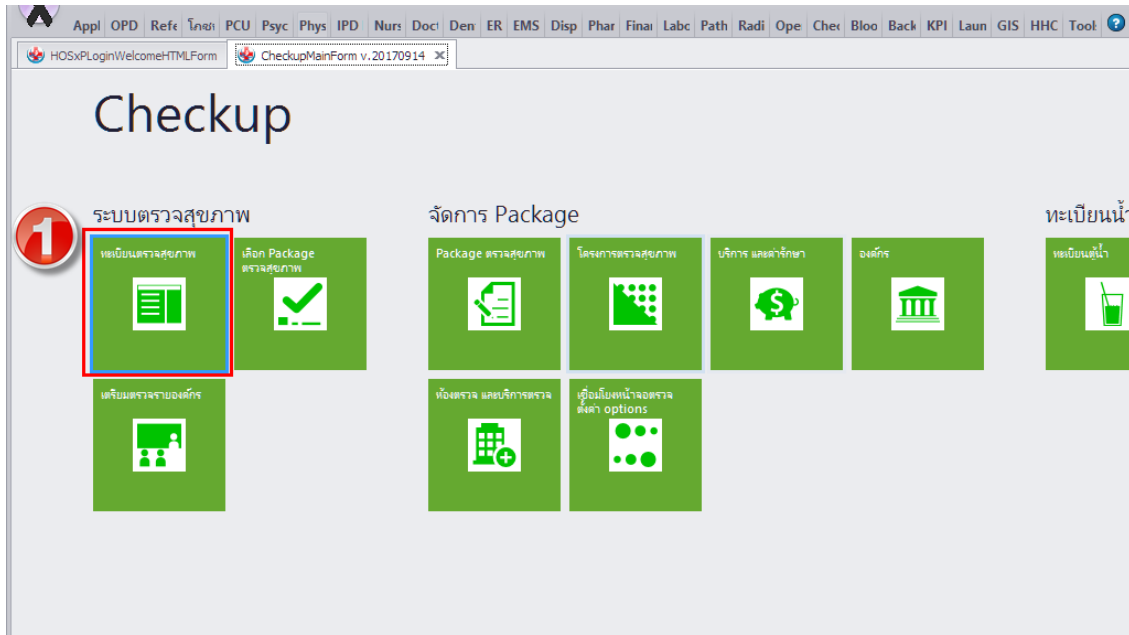 Appl OPD Refe โภชเ PCU Psyc Phys IPD Nurs Doct Den ER EMS Disp Phar Finai Labc Path Radi Ope Chec Bloo Back KPI Laun GIS HHC Tool
HOSxPLoginWelcomeHTMLForm CheckupMainForm v.20170914
Checkup
1
ระบบตรวจสุขภาพ จัดการ Package ทะเบียนน้ำ
ทะเบียนตรวจสุขภาพ เลือก Package Package ตรวจสุขภาพ โครงการตรวจสุขภาพ บริการ และค่ารักษา องค์กร ทะเบียนตู้น้ำ
ตรวจสุขภาพ
เตรียมตรวจรายองค์กร ห้องตรวจ และบริการตรวจ เชื่อมโยงหน้าจอตรวจ
ตั้งค่า options